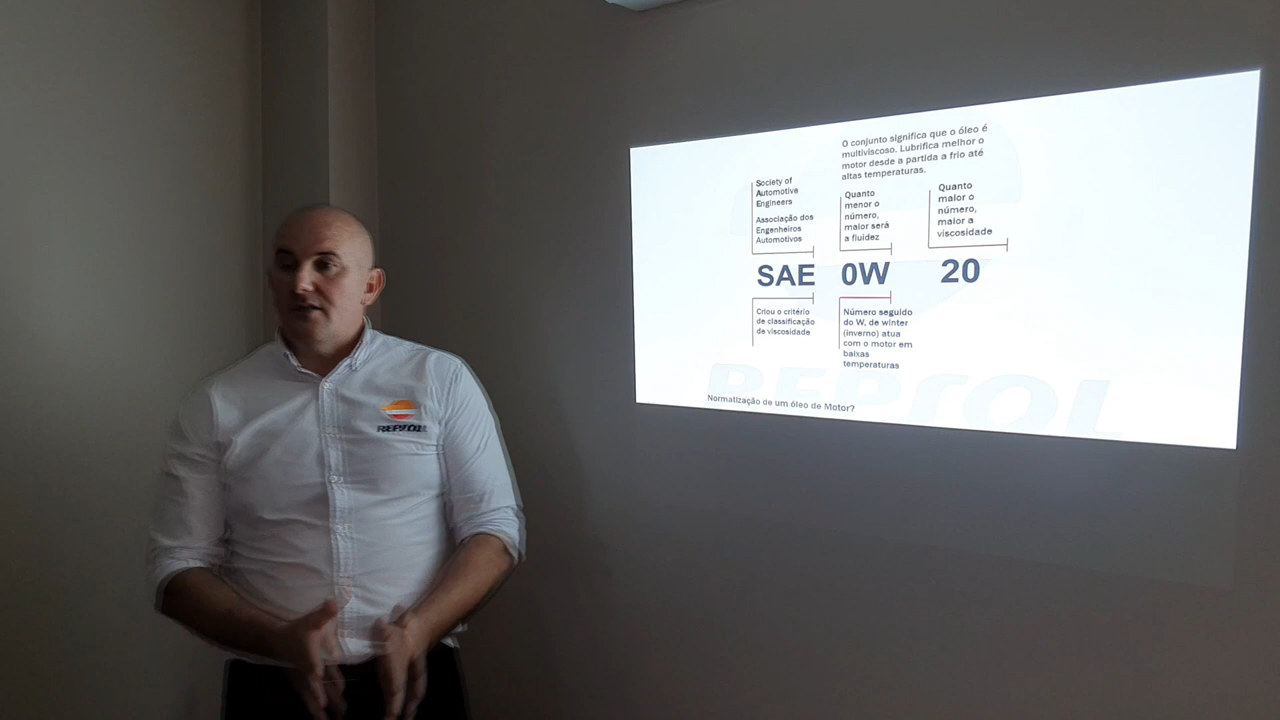 O conjunto significa que o óleo é
multiviscoso. Lubrifica melhor o
motor desde a partida a frio até
altas temperaturas.
Society of
Automotive
Engineers
Associação dos
Engenheiros
Automotivos
Quanto
menor o
número,
maior será
a fluidez
Quanto
maior o
número,
maior a
viscosidade
SAE 0W 20
Criou o critério
de classificação
de viscosidade
Número seguido
do W, de winter
(inverno) atua
com o motor em
baixas
temperaturas
REPSOL
Normatização de um óleo de Motor?
REPSOL